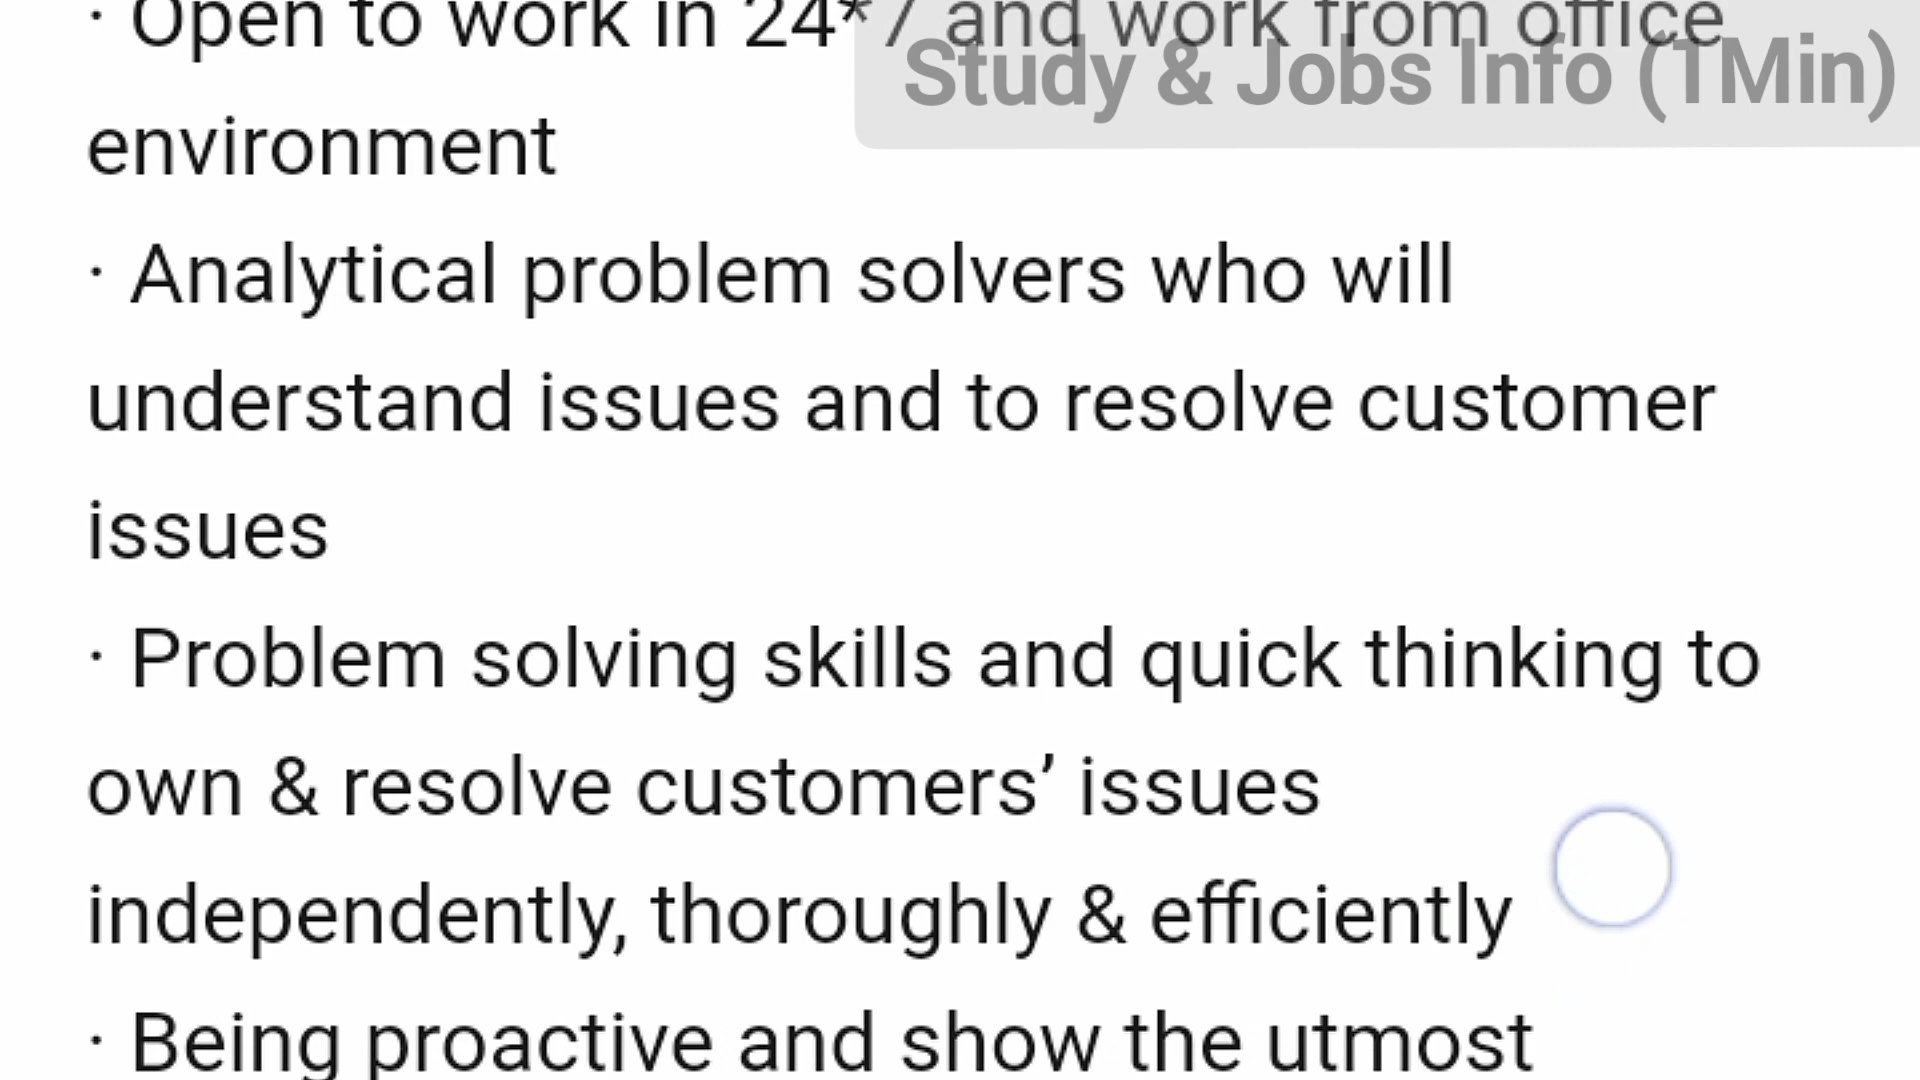 · Open to work in 24*7 and work from office
Study & Jobs Info (1Min)
environment
· Analytical problem solvers who will
understand issues and to resolve customer
issues
· Problem solving skills and quick thinking to
own & resolve customers’ issues
independently, thoroughly & efficiently
· Being proactive and show the utmost